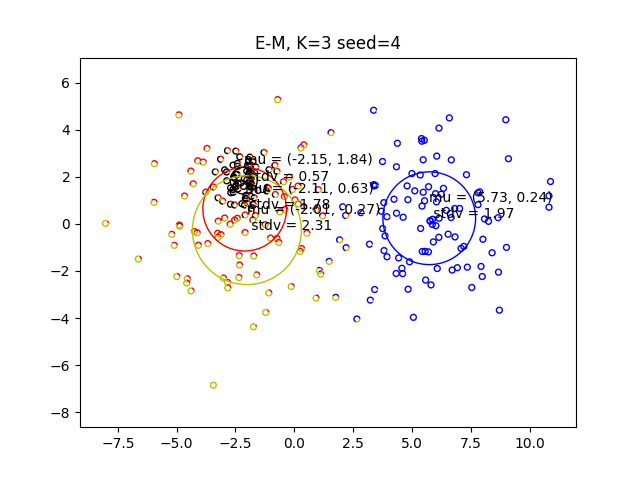 E-M, K=3 seed=4
6
4
2
0
−2
−4
−6
−8
mu = (-2.15, 1.84)
stdv = 0.57
mu = (-2.11, 0.63)
stdv = 1.78
mu = (-2.01, -0.27)
stdv = 2.31
mu = (5.73, 0.24)
stdv = 1.97
−7.5 −5.0 −2.5 0.0 2.5 5.0 7.5 10.0